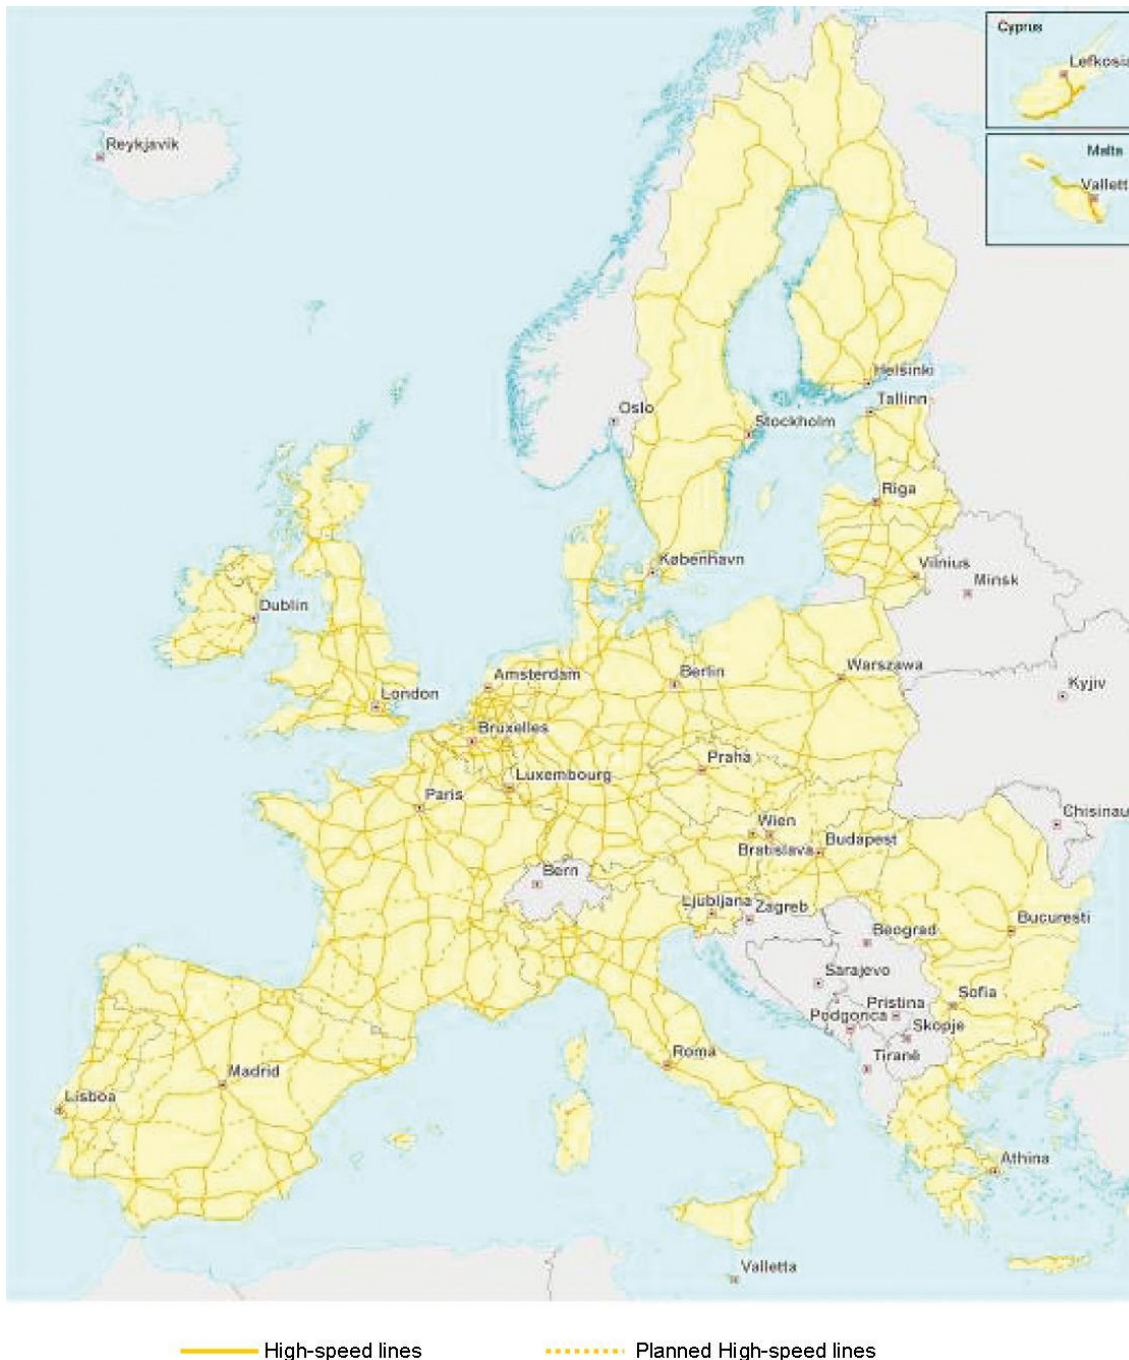 Cyprus
Lefkosia
Reykjavik
Malta
Vallett
Helsinki
Oslo
Tallinn
Stockholm
Riga
København
Vilnius
Minsk
Dublin
Warszawa
Amsterdam
Berlin
Kyjiv
London
Bruxelles
Praha
Luxembourg
Paris
Chisinau
Wien
Budapest
Bratislava
Bern
Ljubljana
Zagreb
Bucuresti
Beograd
Sarajevo
Sofia
Pristina
Podgorica
Skopje
Roma
Tiranë
Madrid
Lisboa
Athina
Valletta
High-speed lines
Planned High-speed lines